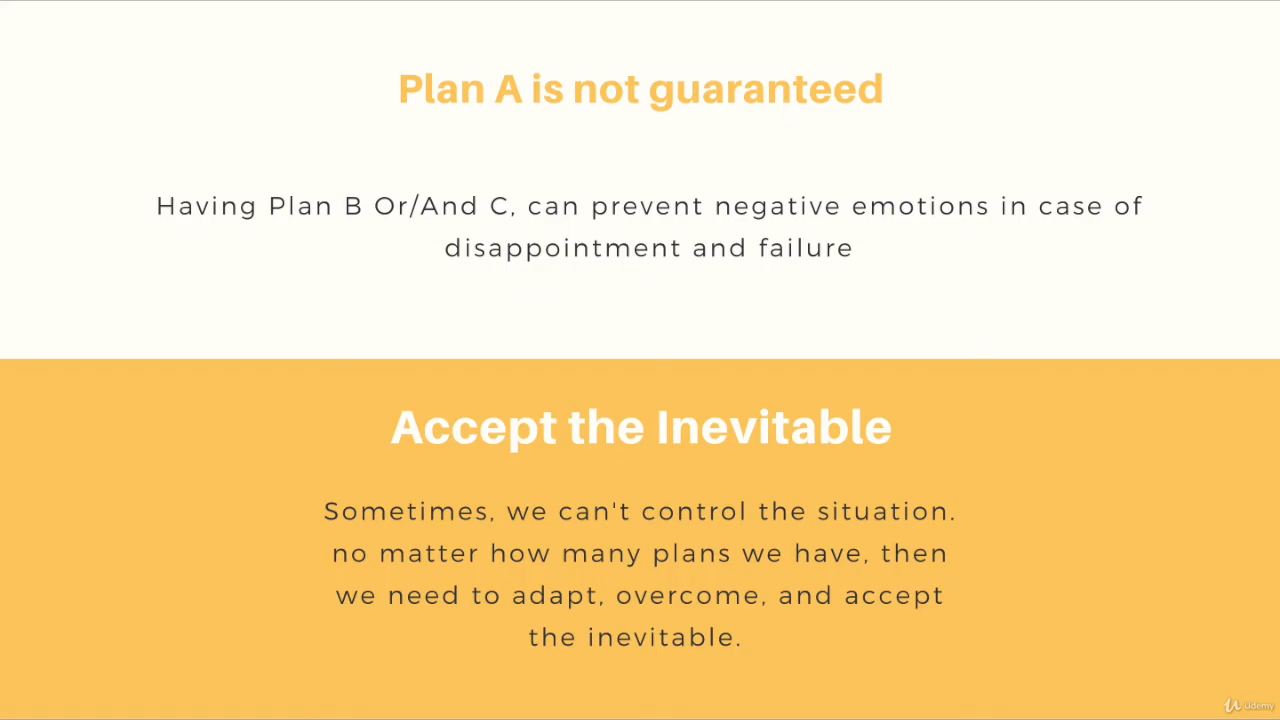 Plan A is not guaranteed
Having Plan B Or/And C, can prevent negative emotions in case of
disappointment and failure
Accept the Inevitable
Sometimes, we can't control the situation.
no matter how many plans we have, then
we need to adapt, overcome, and accept
the inevitable.
Udemy